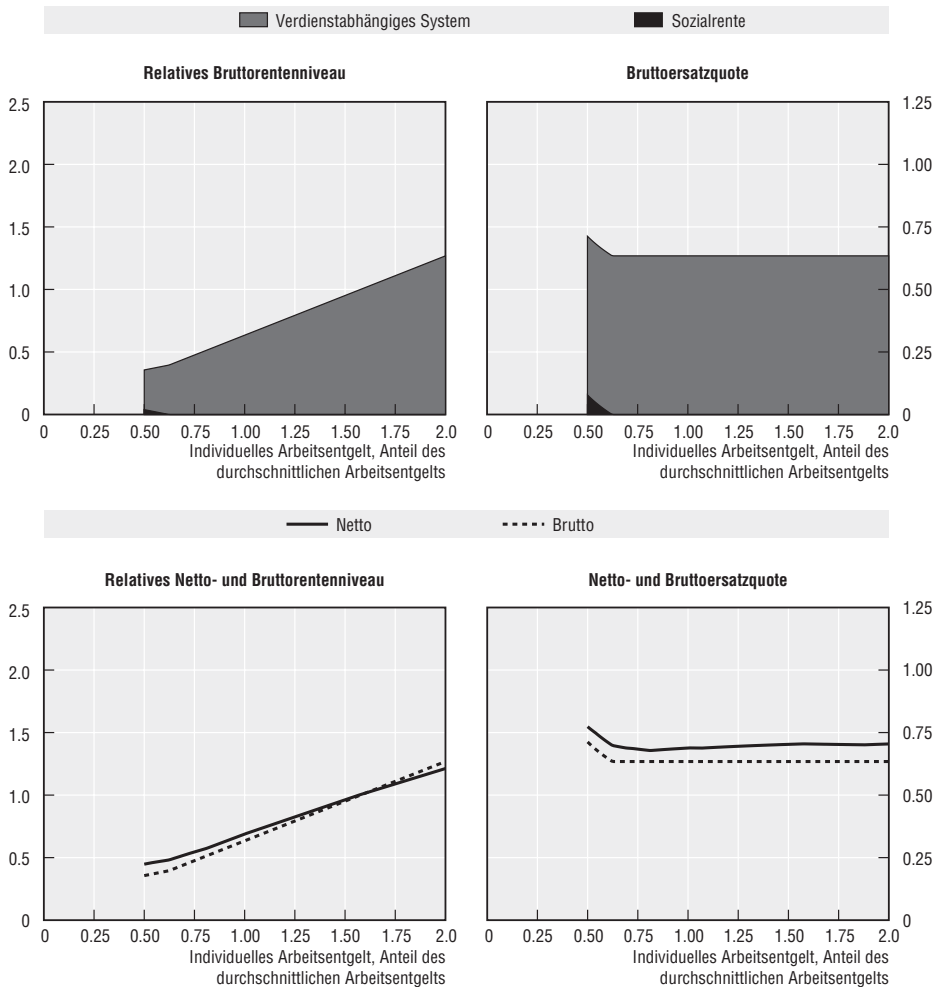 Verdienstabhängiges System Sozialrente
Relatives Bruttorentenniveau
2.5
2.0
1.5
1.0
0.5
0
0 0.25 0.50 0.75 1.00 1.25 1.50 1.75 2.0
Individuelles Arbeitsentgelt, Anteil des
durchschnittlichen Arbeitsentgelts
Bruttoersatzquote
1.25
1.00
0.75
0.50
0.25
0
0 0.25 0.50 0.75 1.00 1.25 1.50 1.75 2.0
Individuelles Arbeitsentgelt, Anteil des
durchschnittlichen Arbeitsentgelts
Netto Brutto
Relatives Netto- und Bruttorentenniveau
2.5
2.0
1.5
1.0
0.5
0
0 0.25 0.50 0.75 1.00 1.25 1.50 1.75 2.0
Individuelles Arbeitsentgelt, Anteil des
durchschnittlichen Arbeitsentgelts
Netto- und Bruttoersatzquote
1.25
1.00
0.75
0.50
0.25
0
0 0.25 0.50 0.75 1.00 1.25 1.50 1.75 2.0
Individuelles Arbeitsentgelt, Anteil des
durchschnittlichen Arbeitsentgelts